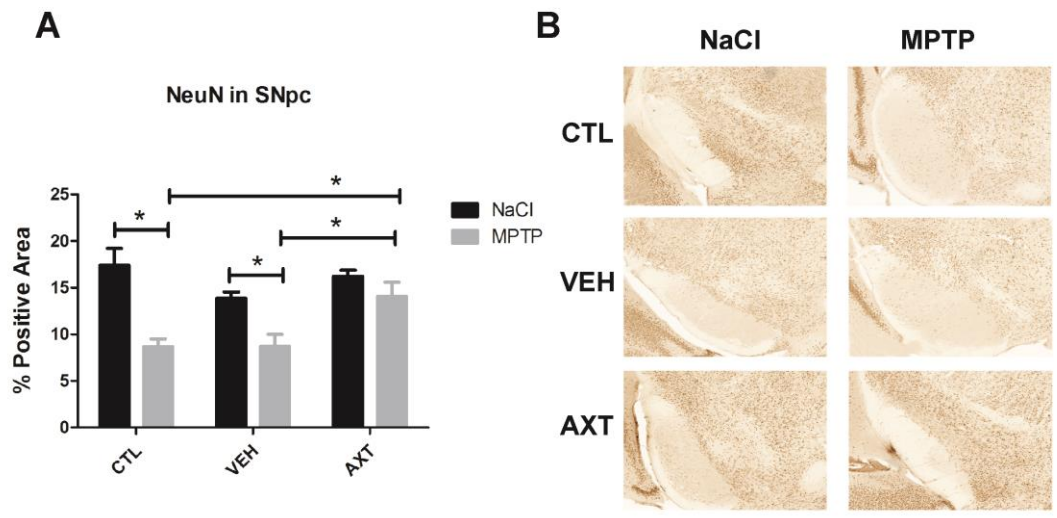 A
NeuN in SNpc
% Positive Area
25
20
15
10
5
0
*
*
*
*
CTL
VEH
AXT
NaCl
MPTP
B
NaCl
MPTP
CTL
VEH
AXT